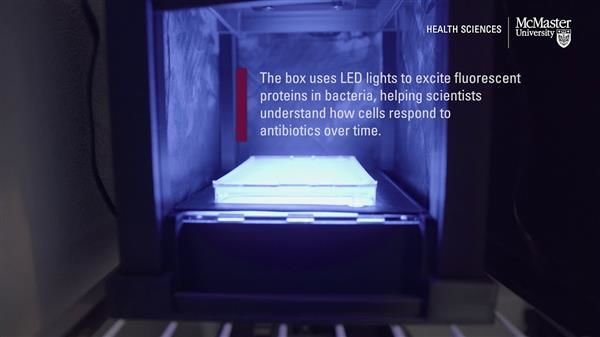 HEALTH SCIENCES
McMaster
University
The box uses LED lights to excite fluorescent
proteins in bacteria, helping scientists
understand how cells respond to
antibiotics over time.